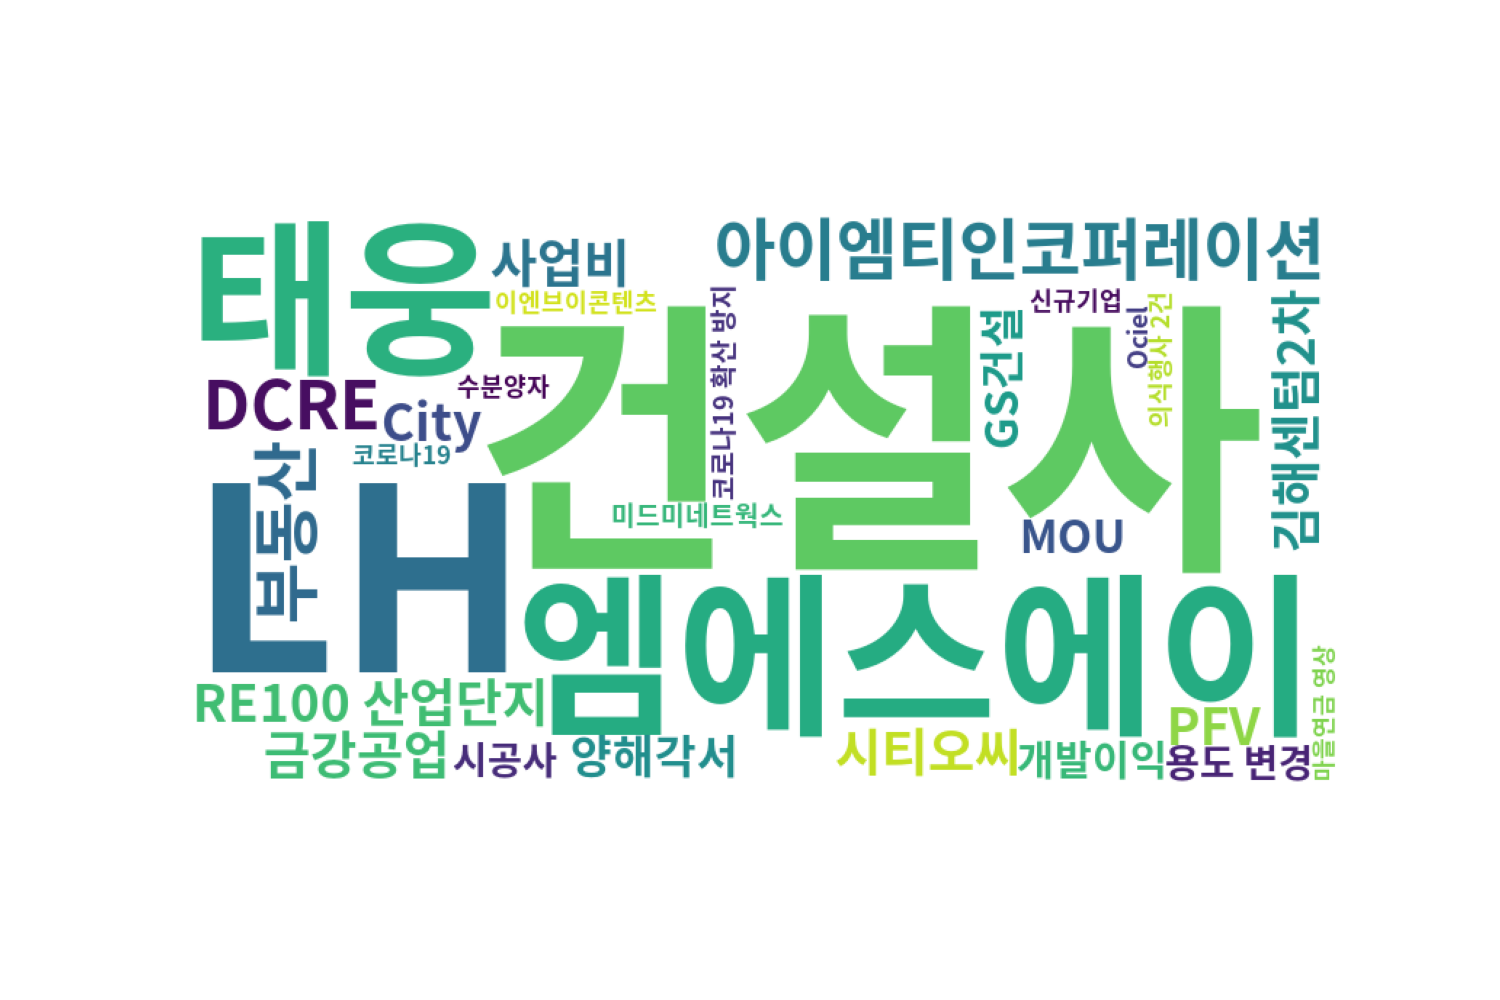 태웅
사업비
아이엠티인코퍼레이션
이엔브이콘텐츠
건설사
코로나19 확산 방지
GS건설
신규기업
Ociel
의식행사 2건
김해센텀2차
DCRE
City
수분양자
코로나19
LH
부동산
미드미네트웍스
MOU
엠에스에이
RE100 산업단지
금강공업
시공사
양해각서
시티오씨
개발이익
PFV
용도 변경
마을연금 영상